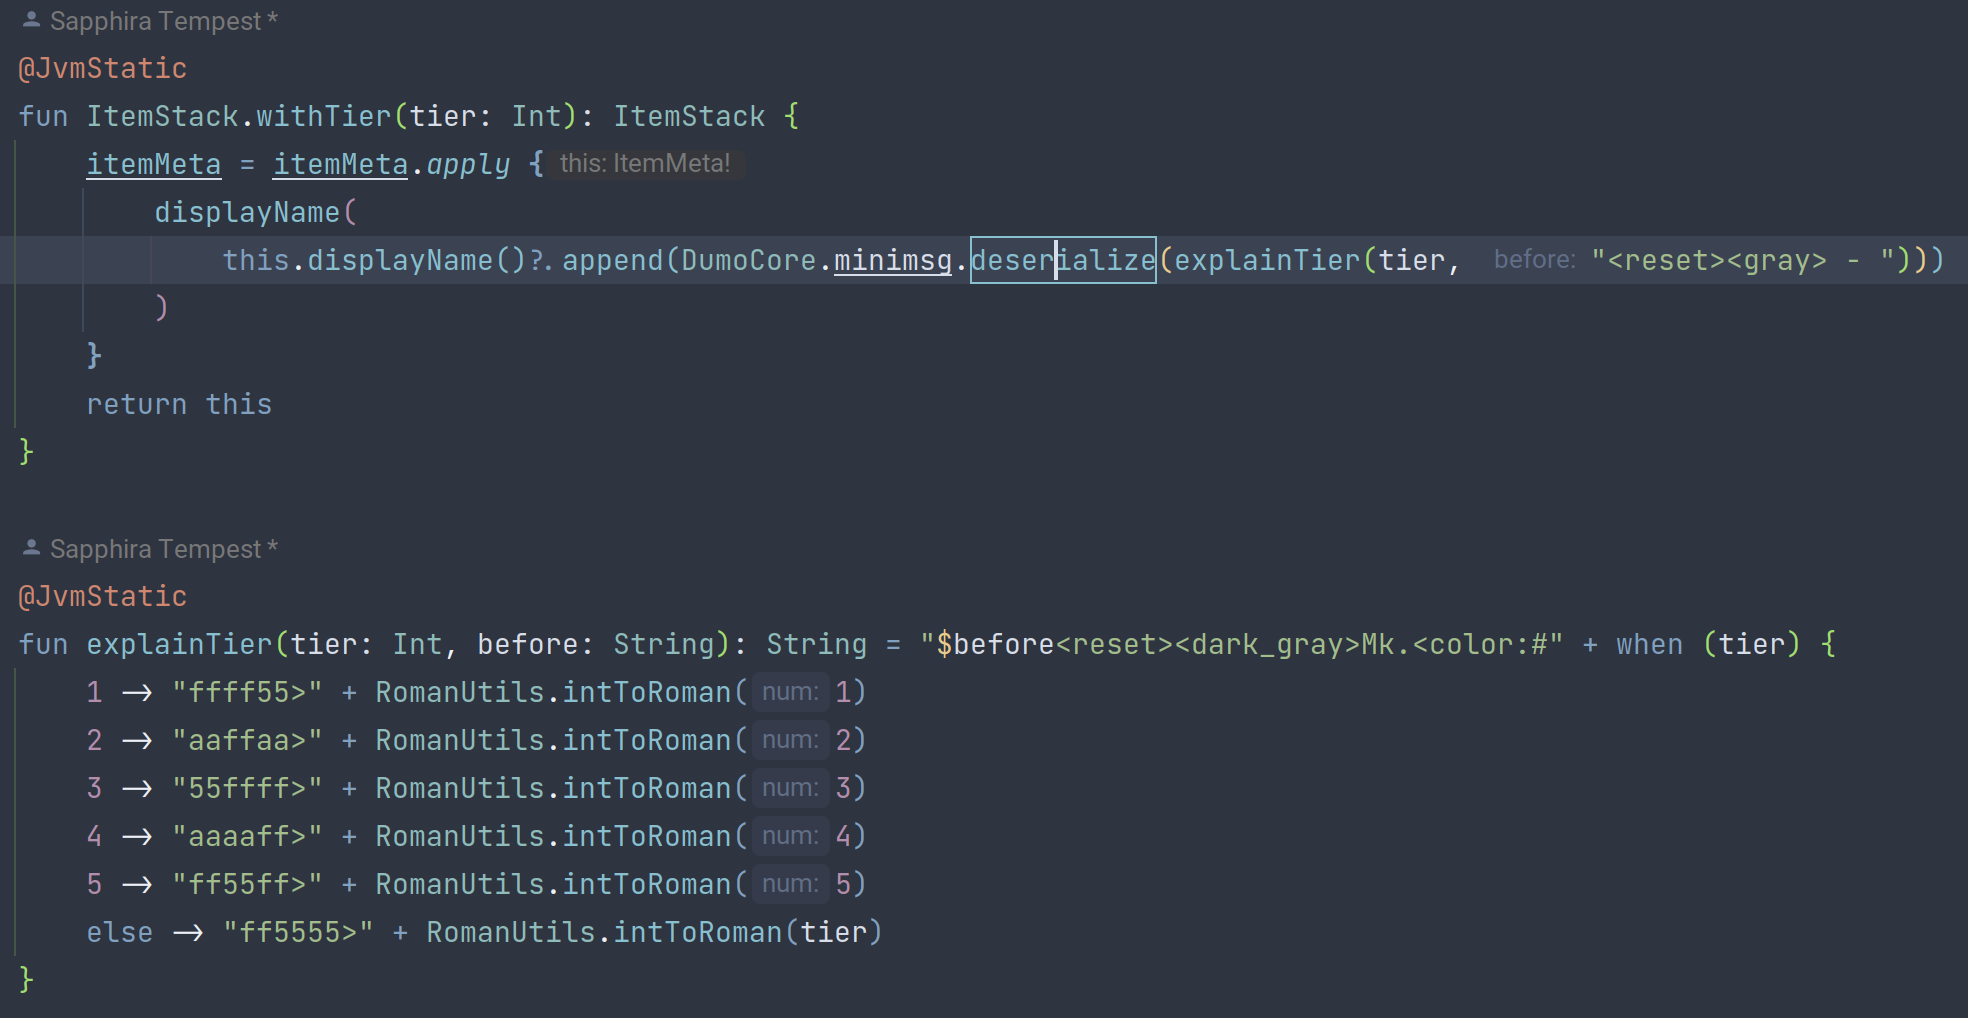 Sapphira Tempest *
@JvmStatic
fun ItemStack.withTier(tier: Int): ItemStack {
    itemMeta = itemMeta.apply { this: ItemMeta!
        displayName(
            this.displayName()?.append(DumoCore.minimsg.deserialize(explainTier(tier, before: "<reset><gray> - ")))
        )
    }
    return this
}
Sapphira Tempest *
@JvmStatic
fun explainTier(tier: Int, before: String): String = "$before<reset><dark_gray>Mk.<color:#" + when (tier) {
    1 -> "ffff55>" + RomanUtils.intToRoman( num: 1)
    2 -> "aaffaa>" + RomanUtils.intToRoman( num: 2)
    3 -> "55ffff>" + RomanUtils.intToRoman( num: 3)
    4 -> "aaaaff>" + RomanUtils.intToRoman( num: 4)
    5 -> "ff55ff>" + RomanUtils.intToRoman( num: 5)
    else -> "ff5555>" + RomanUtils.intToRoman(tier)
}